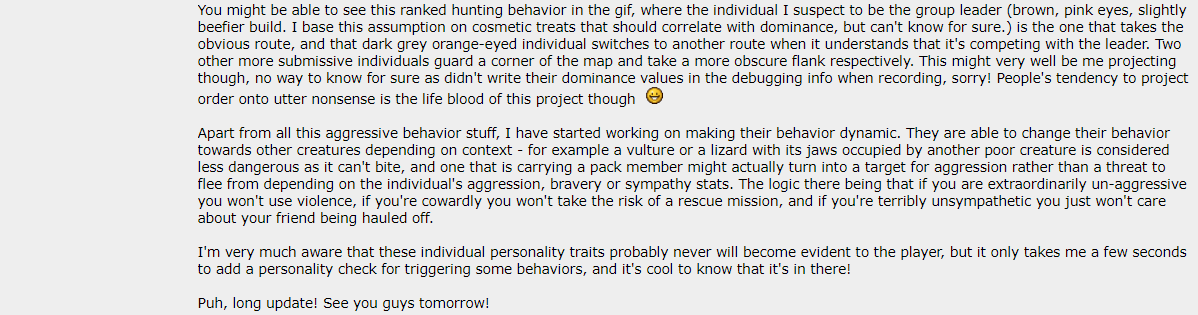 You might be able to see this ranked hunting behavior in the gif, where the individual I suspect to be the group leader (brown, pink eyes, slightly
beefier build. I base this assumption on cosmetic treats that should correlate with dominance, but can't know for sure.) is the one that takes the
obvious route, and that dark grey orange-eyed individual switches to another route when it understands that it's competing with the leader. Two
other more submissive individuals guard a corner of the map and take a more obscure flank respectively. This might very well be me projecting
though, no way to know for sure as didn't write their dominance values in the debugging info when recording, sorry! People's tendency to project
order onto utter nonsense is the life blood of this project though

Apart from all this aggressive behavior stuff, I have started working on making their behavior dynamic. They are able to change their behavior
towards other creatures depending on context - for example a vulture or a lizard with its jaws occupied by another poor creature is considered
less dangerous as it can't bite, and one that is carrying a pack member might actually turn into a target for aggression rather than a threat to
flee from depending on the individual's aggression, bravery or sympathy stats. The logic there being that if you are extraordinarily un-aggressive
you won't use violence, if you're cowardly you won't take the risk of a rescue mission, and if you're terribly unsympathetic you just won't care
about your friend being hauled off.

I'm very much aware that these individual personality traits probably never will become evident to the player, but it only takes me a few seconds
to add a personality check for triggering some behaviors, and it's cool to know that it's in there!

Puh, long update! See you guys tomorrow!